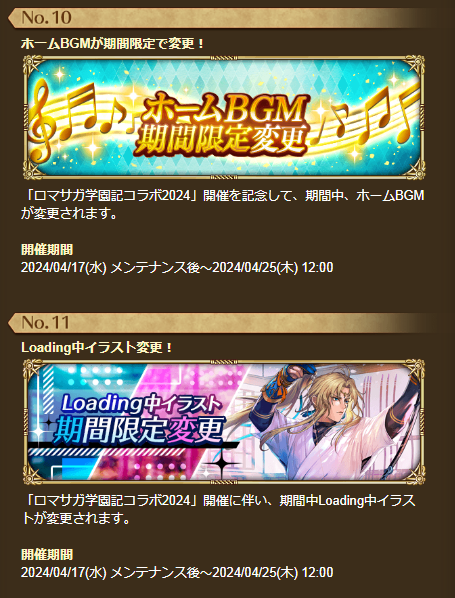 No.10
ホームBGMが期間限定で変更！
ホームBGM
期間限定変更
「ロマサガ学園記コラボ2024」開催を記念して、期間中、ホームBGM
が変更されます。
開催期間
2024/04/17(水) メンテナンス後～2024/04/25(木) 12:00
No.11
Loading中イラスト変更！
Loading中イラスト
期間限定変更
「ロマサガ学園記コラボ2024」開催に伴い、期間中Loading中イラス
トが変更されます。
開催期間
2024/04/17(水) メンテナンス後～2024/04/25(木) 12:00